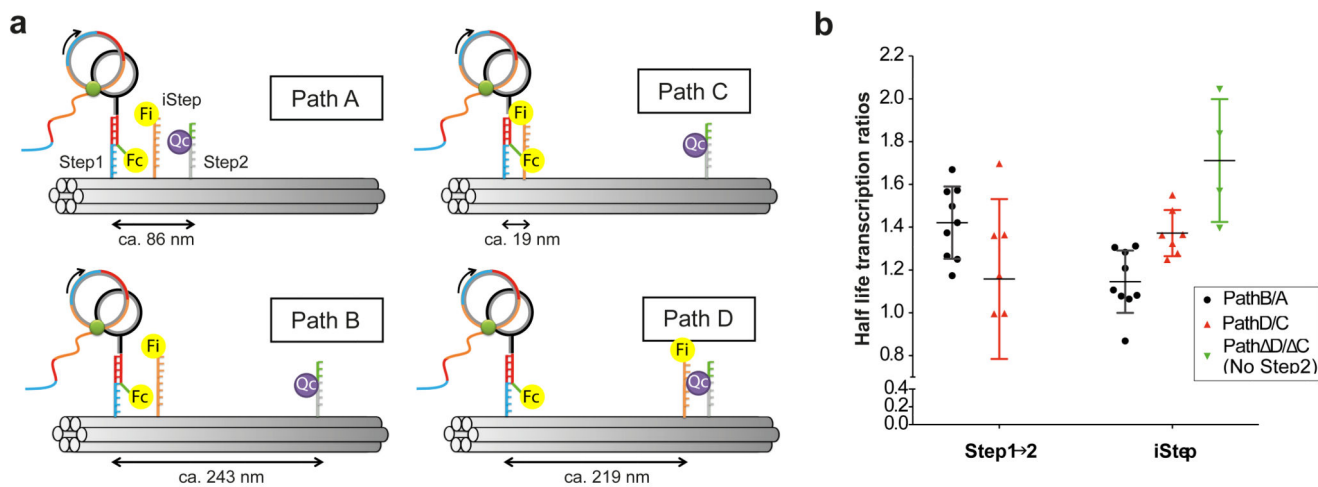 a
iStep
Fi
Path A
Qc
Step1
Fc
Step2
ca. 86 nm
Path C
Fi
Qc
Fc
ca. 19 nm
Path B
Fi
Qc
Fc
ca. 243 nm
Path D
Fi
Qc
Fc
ca. 219 nm
b
Half life transcription ratios
2.2
2.0
1.8
1.6
1.4
1.2
1.0
0.8
0.4
0.2
0.0
Step1→2
iStep
PathB/A
PathD/C
PathΔD/ΔC
(No Step2)